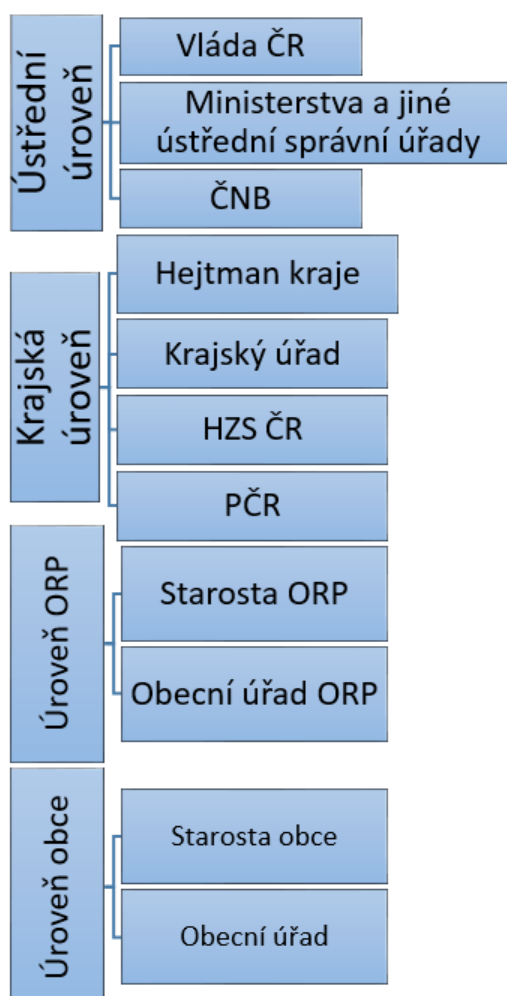 Ústřední
úroveň
Vláda ČR
Ministerstva a jiné
ústřední správní úřady
ČNB
Krajská
úroveň
Hejtman kraje
Krajský úřad
HZS ČR
PČR
Úroveň ORP
Starosta ORP
Obecní úřad ORP
Úroveň obce
Starosta obce
Obecní úřad